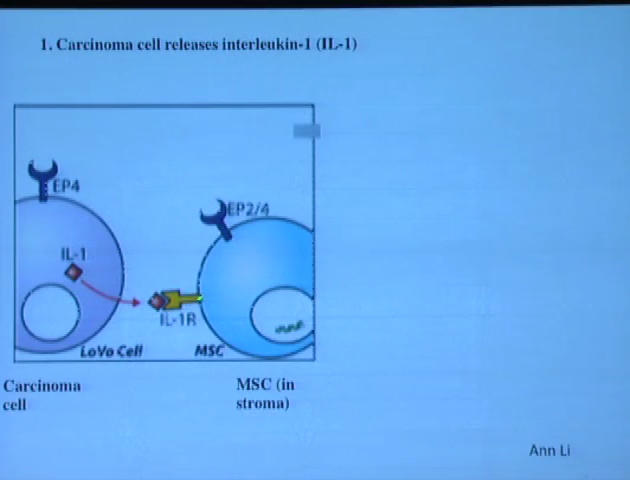 1. Carcinoma cell releases interleukin-1 (IL-1)
EP4
EP2/4
IL-1
IL-1R
LoVo Cell
MSC
Carcinoma
cell
MSC (in
stroma)
Ann Li